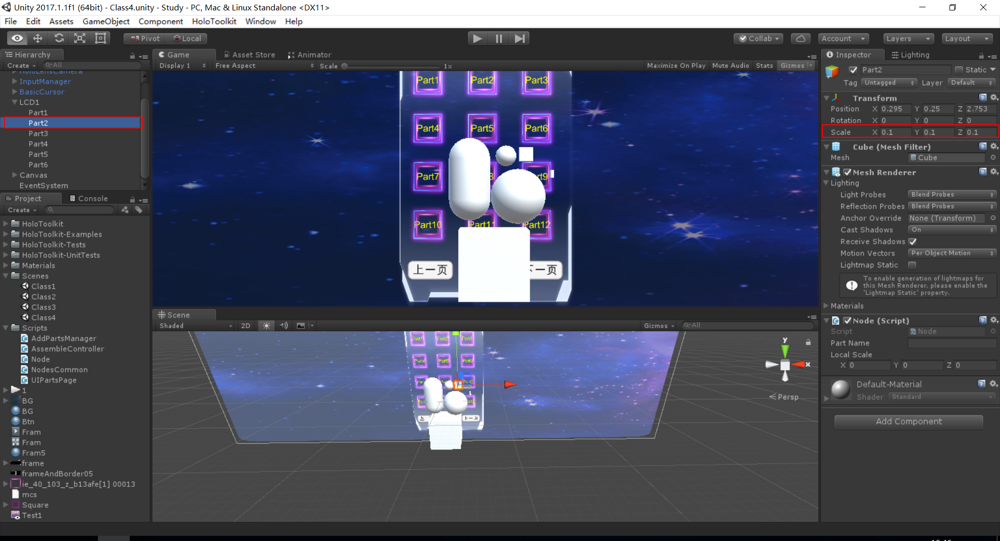 Unity 2017.1.1f1 (64bit) - Class4.unity - Study - PC, Mac & Linux Standalone <DX11>
File Edit Assets GameObject Component HoloToolkit Window Help
Pivot Local Collab Account Layers Layout
Hierarchy
Create All
HoloLensCamera
InputManager
BasicCursor
LCD1
Part1
Part2
Part3
Part4
Part5
Part6
Canvas
EventSystem
Project Console
Create
HoloToolkit
HoloToolkit-Examples
HoloToolkit-Tests
HoloToolkit-UnitTests
Materials
Scenes
Class1
Class2
Class3
Class4
Scripts
AddPartsManager
AssembleController
Node
NodesCommon
UIPartsPage
1
BG
BG
Btn
Fram
Fram
Fram5
frame
frameAndBorder05
ie_40_103_z_b13afe[1] 00013
mcs
Square
Test1
Game Asset Store Animator
Display 1 Free Aspect Scale 1x Maximize On Play Mute Audio Stats Gizmos
Part1 Part2 Part3
Part4 Part5 Part6
Part7 8 rt9
Part10 Part11 Part12
上一页 下一页
Scene
Shaded 2D Gizmos All
y
x
Persp
Inspector Lighting
Part2 Static
Tag Untagged Layer Default
Transform
Position X 0.295 Y 0.25 Z 2.753
Rotation X 0 Y 0 Z 0
Scale X 0.1 Y 0.1 Z 0.1
Cube (Mesh Filter)
Mesh Cube
Mesh Renderer
Lighting
Light Probes Blend Probes
Reflection Probes Blend Probes
Anchor Override None (Transform)
Cast Shadows On
Receive Shadows
Motion Vectors Per Object Motion
Lightmap Static
To enable generation of lightmaps for
this Mesh Renderer, please enable the
'Lightmap Static' property.
Materials
Node (Script)
Script Node
Part Name
Local Scale
X 0 Y 0 Z 0
Default-Material
Shader Standard
Add Component